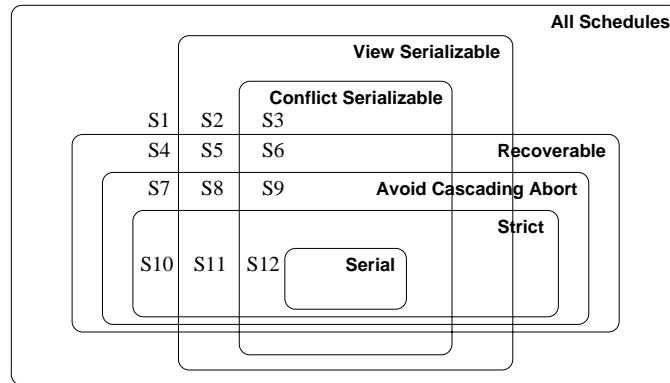 All Schedules
View Serializable
Conflict Serializable
S1 S2 S3
S4 S5 S6 Recoverable
S7 S8 S9 Avoid Cascading Abort
Strict
S10 S11 S12 Serial